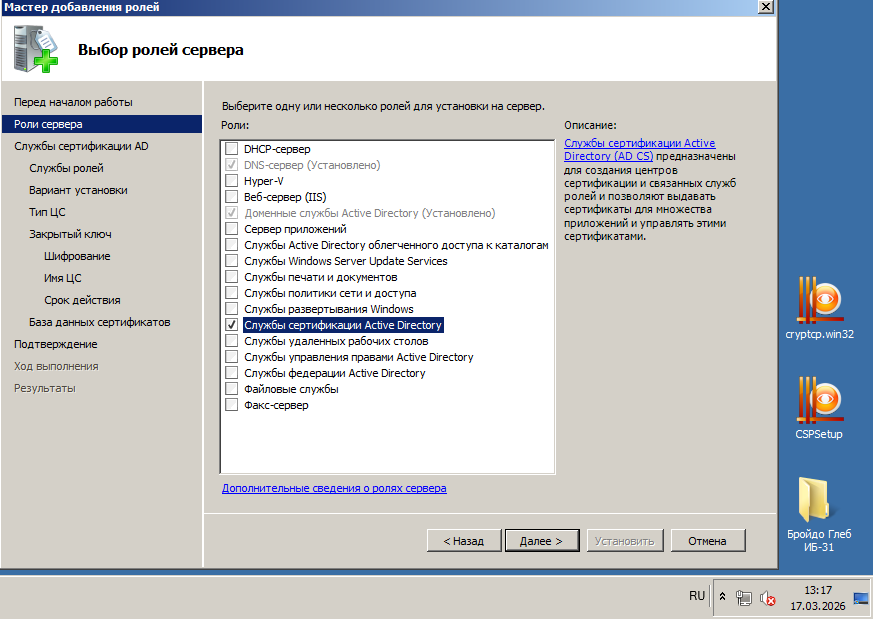 Мастер добавления ролей
Выбор ролей сервера
Перед началом работы
Роли сервера
Службы сертификации AD
Службы ролей
Вариант установки
Тип ЦС
Закрытый ключ
Шифрование
Имя ЦС
Срок действия
База данных сертификатов
Подтверждение
Ход выполнения
Результаты
Выберите одну или несколько ролей для установки на сервер.
Роли:
DHCP-сервер
DNS-сервер (Установлено)
Hyper-V
Веб-сервер (IIS)
Доменные службы Active Directory (Установлено)
Сервер приложений
Службы Active Directory облегченного доступа к каталогам
Службы Windows Server Update Services
Службы печати и документов
Службы политики сети и доступа
Службы развертывания Windows
Службы сертификации Active Directory
Службы удаленных рабочих столов
Службы управления правами Active Directory
Службы федерации Active Directory
Файловые службы
Факс-сервер
Дополнительные сведения о ролях сервера
Описание:
Службы сертификации Active
Directory (AD CS) предназначены
для создания центров
сертификации и связанных служб
ролей и позволяют выдавать
сертификаты для множества
приложений и управлять этими
сертификатами.
< Назад
Далее >
Установить
Отмена
cryptcp.win32
CSPSetup
Бройдо Глеб
ИБ-31
RU
13:17
17.03.2026